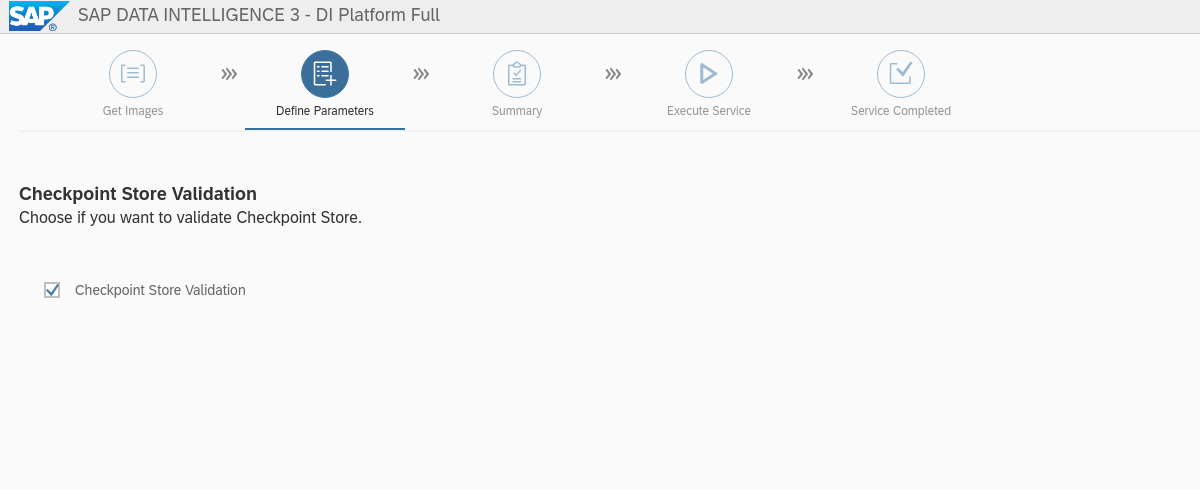 SAP ® SAP DATA INTELLIGENCE 3 - DI Platform Full
Get Images
Define Parameters
Summary
Execute Service
Service Completed
Checkpoint Store Validation
Choose if you want to validate Checkpoint Store.
Checkpoint Store Validation